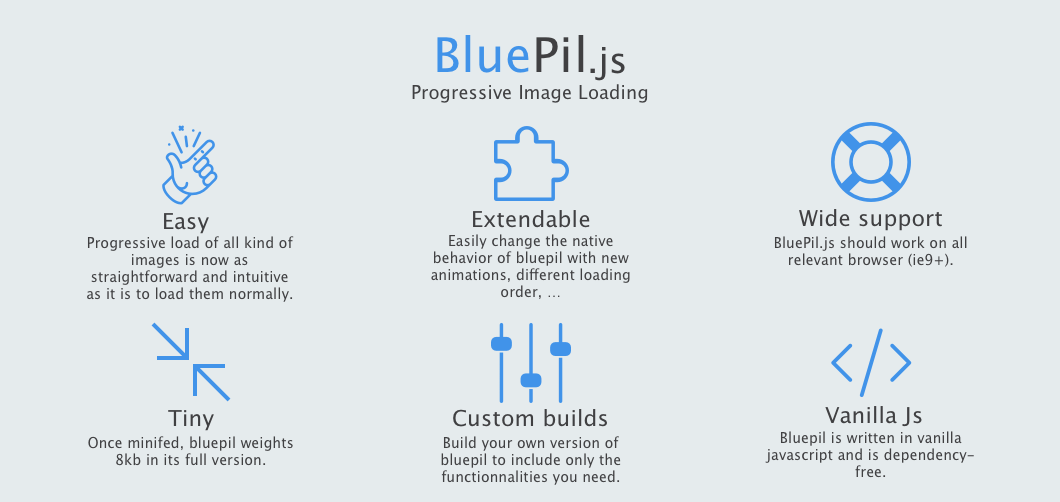 BluePil.js
Progressive Image Loading
Easy
Progressive load of all kind of
images is now as
straightforward and intuitive
as it is to load them normally.
Extendable
Easily change the native
behavior of bluepil with new
animations, different loading
order, ...
Wide support
BluePil.js should work on all
relevant browser (ie9+).
Tiny
Once minifed, bluepil weights
8kb in its full version.
Custom builds
Build your own version of
bluepil to include only the
functionnalities you need.
Vanilla Js
Bluepil is written in vanilla
javascript and is dependency-
free.